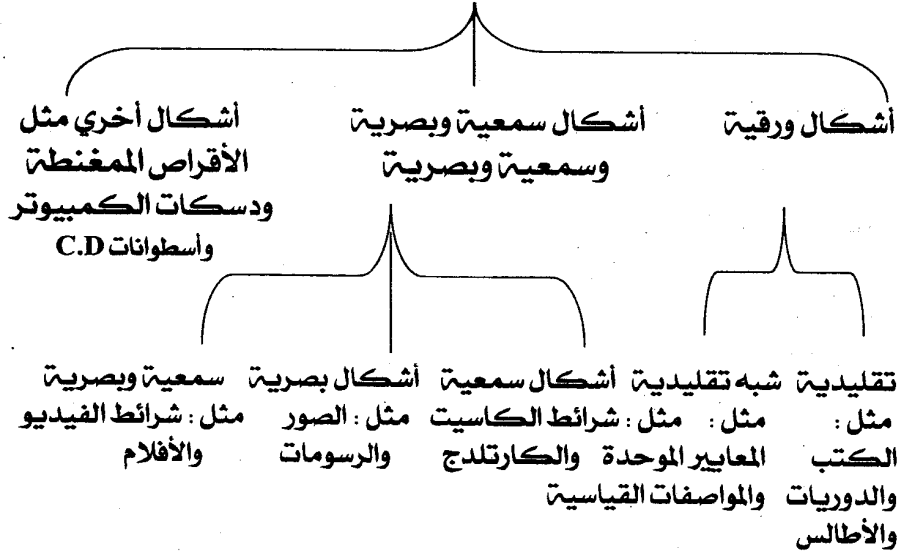 أشكال ورقية
أشكال سمعية وبصرية
وسمعية وبصرية
أشكال أخري مثل
الأقراص الممغنطة
ودسكات الكمبيوتر
وأسطوانات C.D
تقليدية
مثل :
الكتب
والدوريات
والأطالس
شبه تقليدية
مثل :
المعايير الموحدة
والمواصفات القياسية
أشكال سمعية
مثل : شرائط الكاسيت
والكارتلدج
أشكال بصرية
مثل : الصور
والرسومات
سمعية وبصرية
مثل : شرائط الفيديو
والأفلام